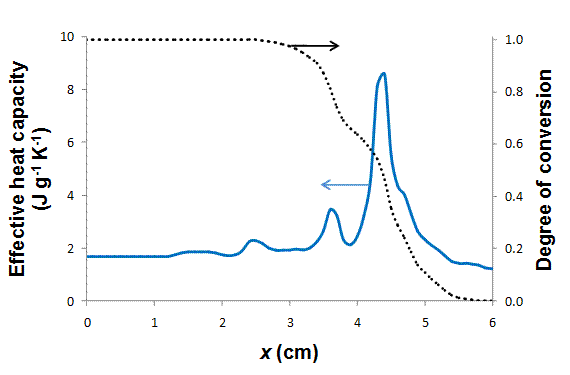 Effective heat capacity
(J g-1 K-1)
10
8
6
4
2
0
1.0
0.8
0.6
0.4
0.2
0.0
Degree of conversion
0 1 2 3 4 5 6
x (cm)